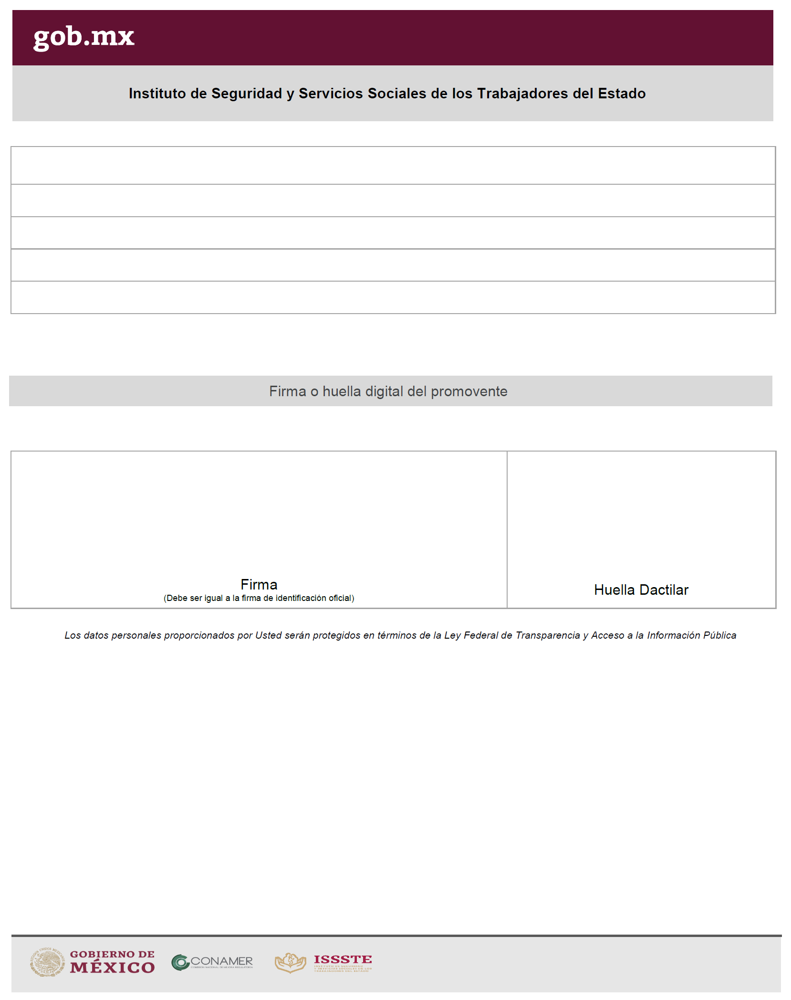 gob.mx
Instituto de Seguridad y Servicios Sociales de los Trabajadores del Estado
Firma o huella digital del promovente
Firma
(Debe ser igual a la firma de identificación oficial)
Huella Dactilar
Los datos personales proporcionados por Usted serán protegidos en términos de la Ley Federal de Transparencia y Acceso a la Información Pública
ESTADOS UNIDOS MEXICANOS
GOBIERNO DE
MÉXICO
CONAMER
COMISIÓN NACIONAL DE MEJORA REGULATORIA
ISSSTE
INSTITUTO DE SEGURIDAD
Y SERVICIOS SOCIALES DE LOS
TRABAJADORES DEL ESTADO